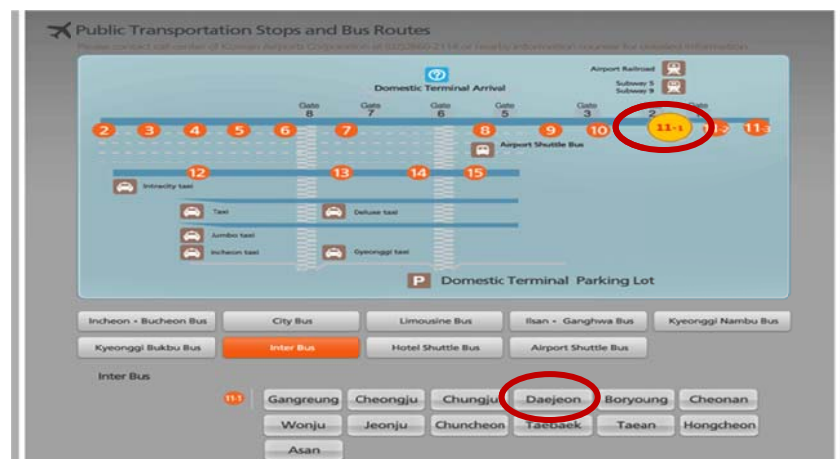 Public Transportation Stops and Bus Routes
Airport Railroad
Subway 5
Subway 9
Domestic Terminal Arrival
Gate 8
Gate 7
Gate 6
Gate 5
Gate 3
2
Gate
2 3 4 5 6 7 8 9 10 11-1 11-3
Airport Shuttle Bus
12 13 14 15
Intracity taxi
Taxi Deluxe taxi
Jumbo taxi
Incheon taxi Gyeonggi taxi
P Domestic Terminal Parking Lot
Incheon - Bucheon Bus City Bus Limousine Bus Ilsan - Ganghwa Bus Kyeonggi Nambu Bus
Kyeonggi Bukbu Bus Inter Bus Hotel Shuttle Bus Airport Shuttle Bus
Inter Bus
11-1 Gangreung Cheongju Chungju Daejeon Boryoung Cheonan
Wonju Jeonju Chuncheon Taebaek Taean Hongcheon
Asan